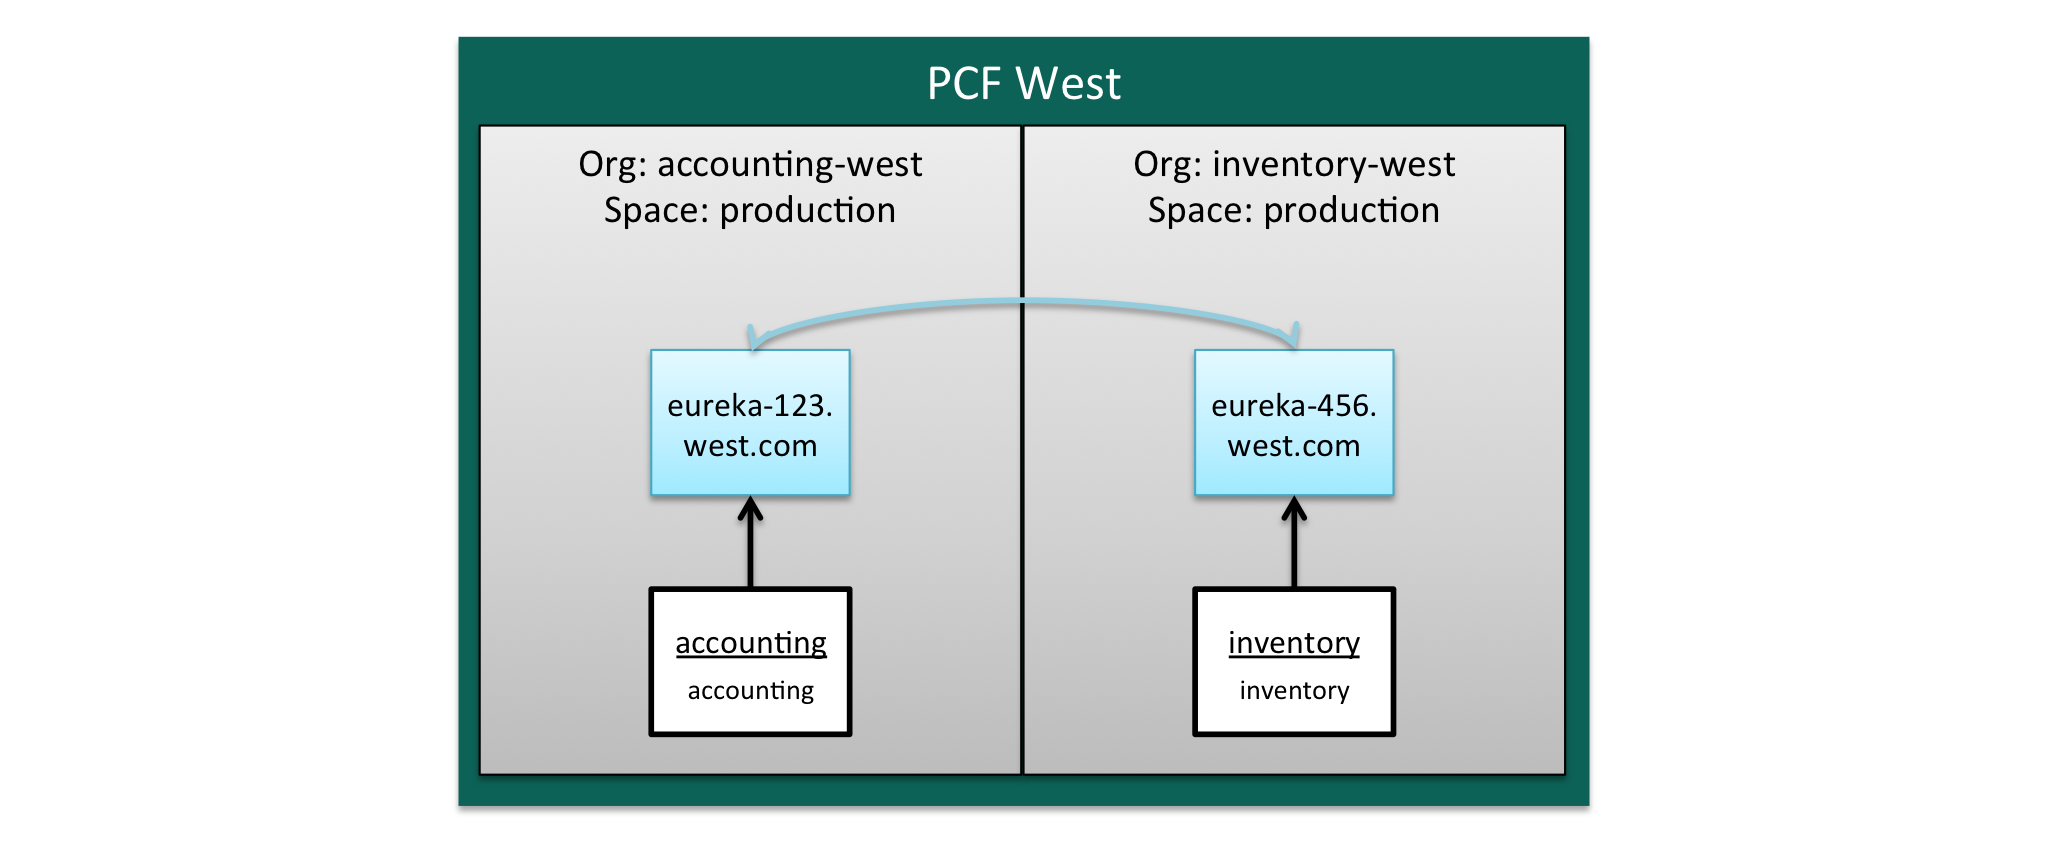 PCF West
Org: accounting-west
Space: production
Org: inventory-west
Space: production
eureka-123.
west.com
eureka-456.
west.com
accounting
accounting
inventory
inventory